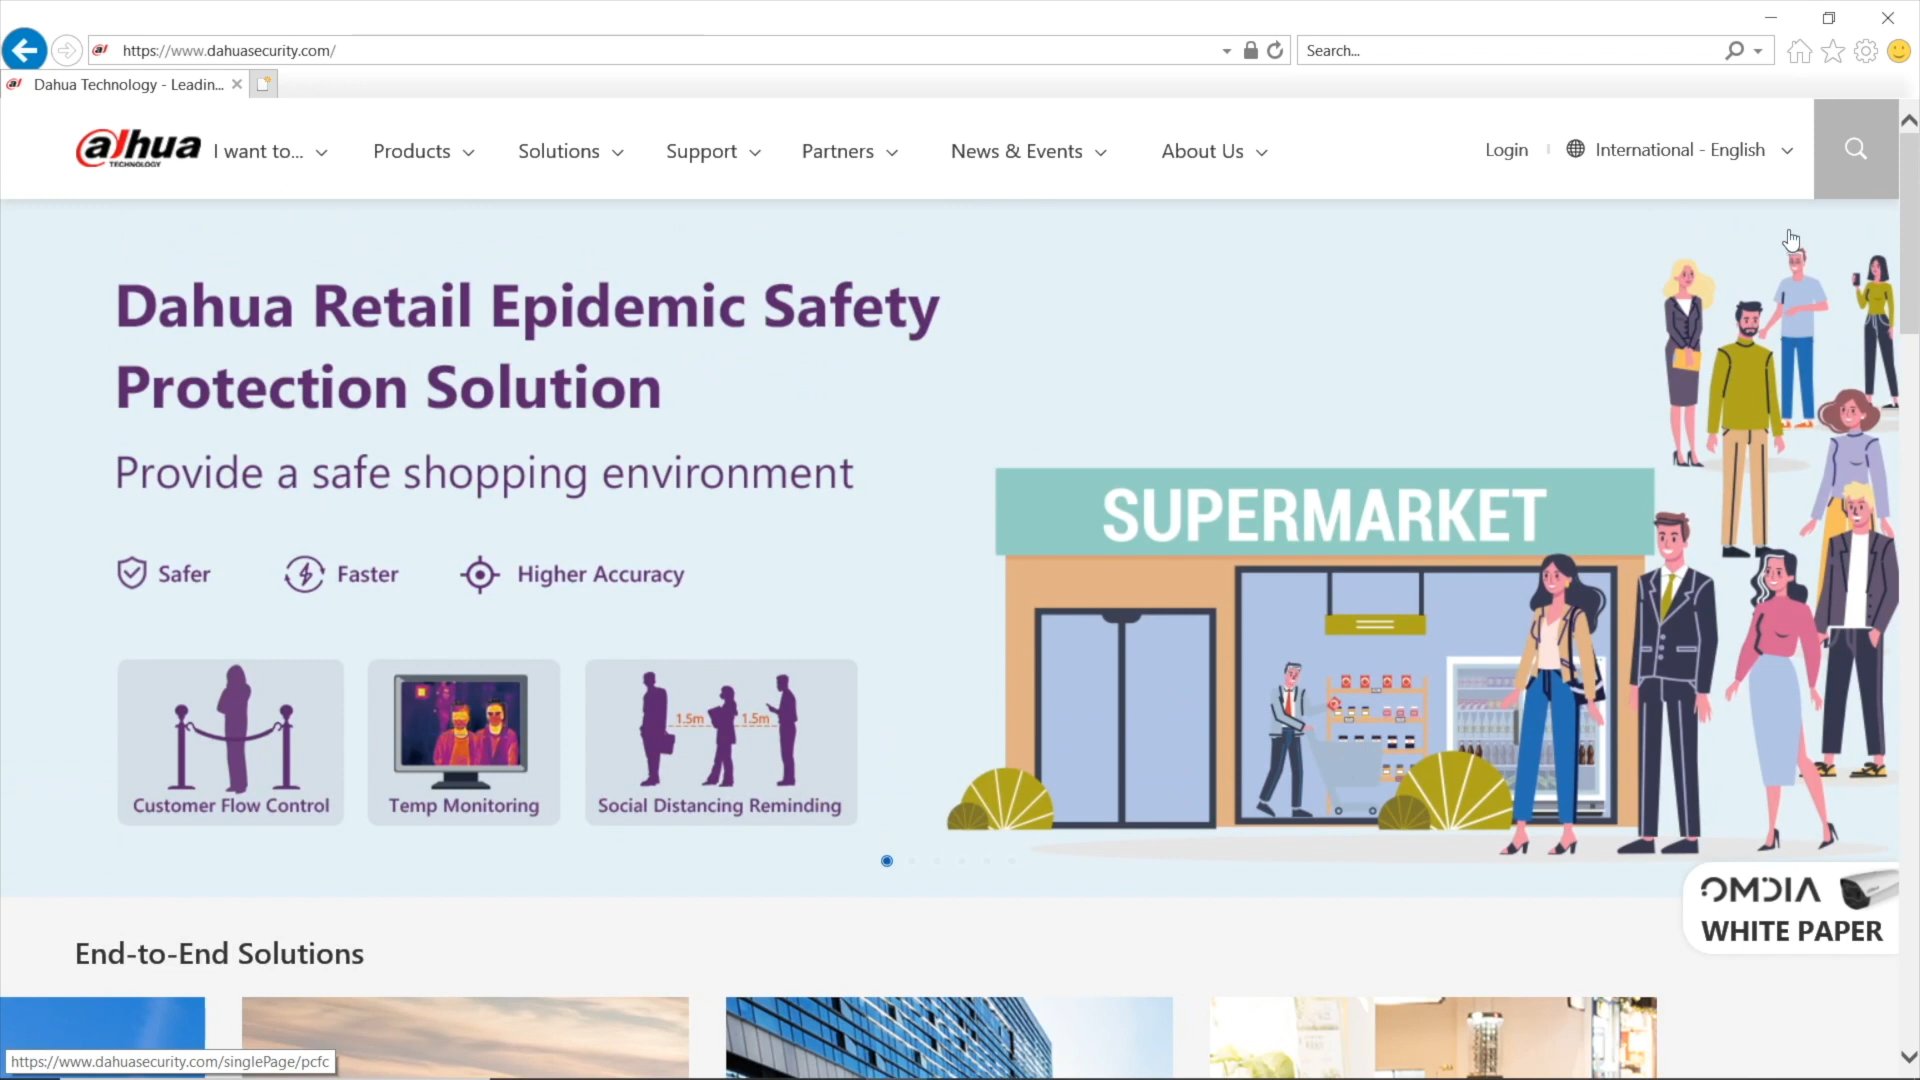 https://www.dahuasecurity.com/
Search...
Dahua Technology - Leadin...
alhua
TECHNOLOGY
I want to...
Products
Solutions
Support
Partners
News & Events
About Us
Login
International - English
Dahua Retail Epidemic Safety
Protection Solution
Provide a safe shopping environment
Safer
Faster
Higher Accuracy
SUPERMARKET
1.5m
1.5m
Customer Flow Control
Temp Monitoring
Social Distancing Reminding
OMDIA
WHITE PAPER
End-to-End Solutions
https://www.dahuasecurity.com/singlePage/pcfc